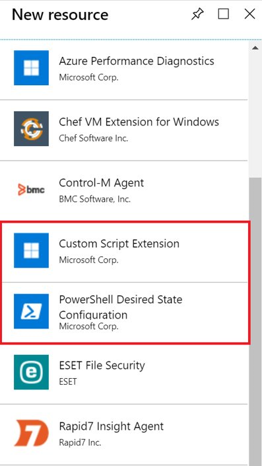 New resource
Azure Performance Diagnostics
Microsoft Corp.
Chef VM Extension for Windows
Chef Software Inc.
bmc
Control-M Agent
BMC Software, Inc.
Custom Script Extension
Microsoft Corp.
PowerShell Desired State
Configuration
Microsoft Corp.
ESET File Security
ESET
Rapid7 Insight Agent
Rapid7 Inc.